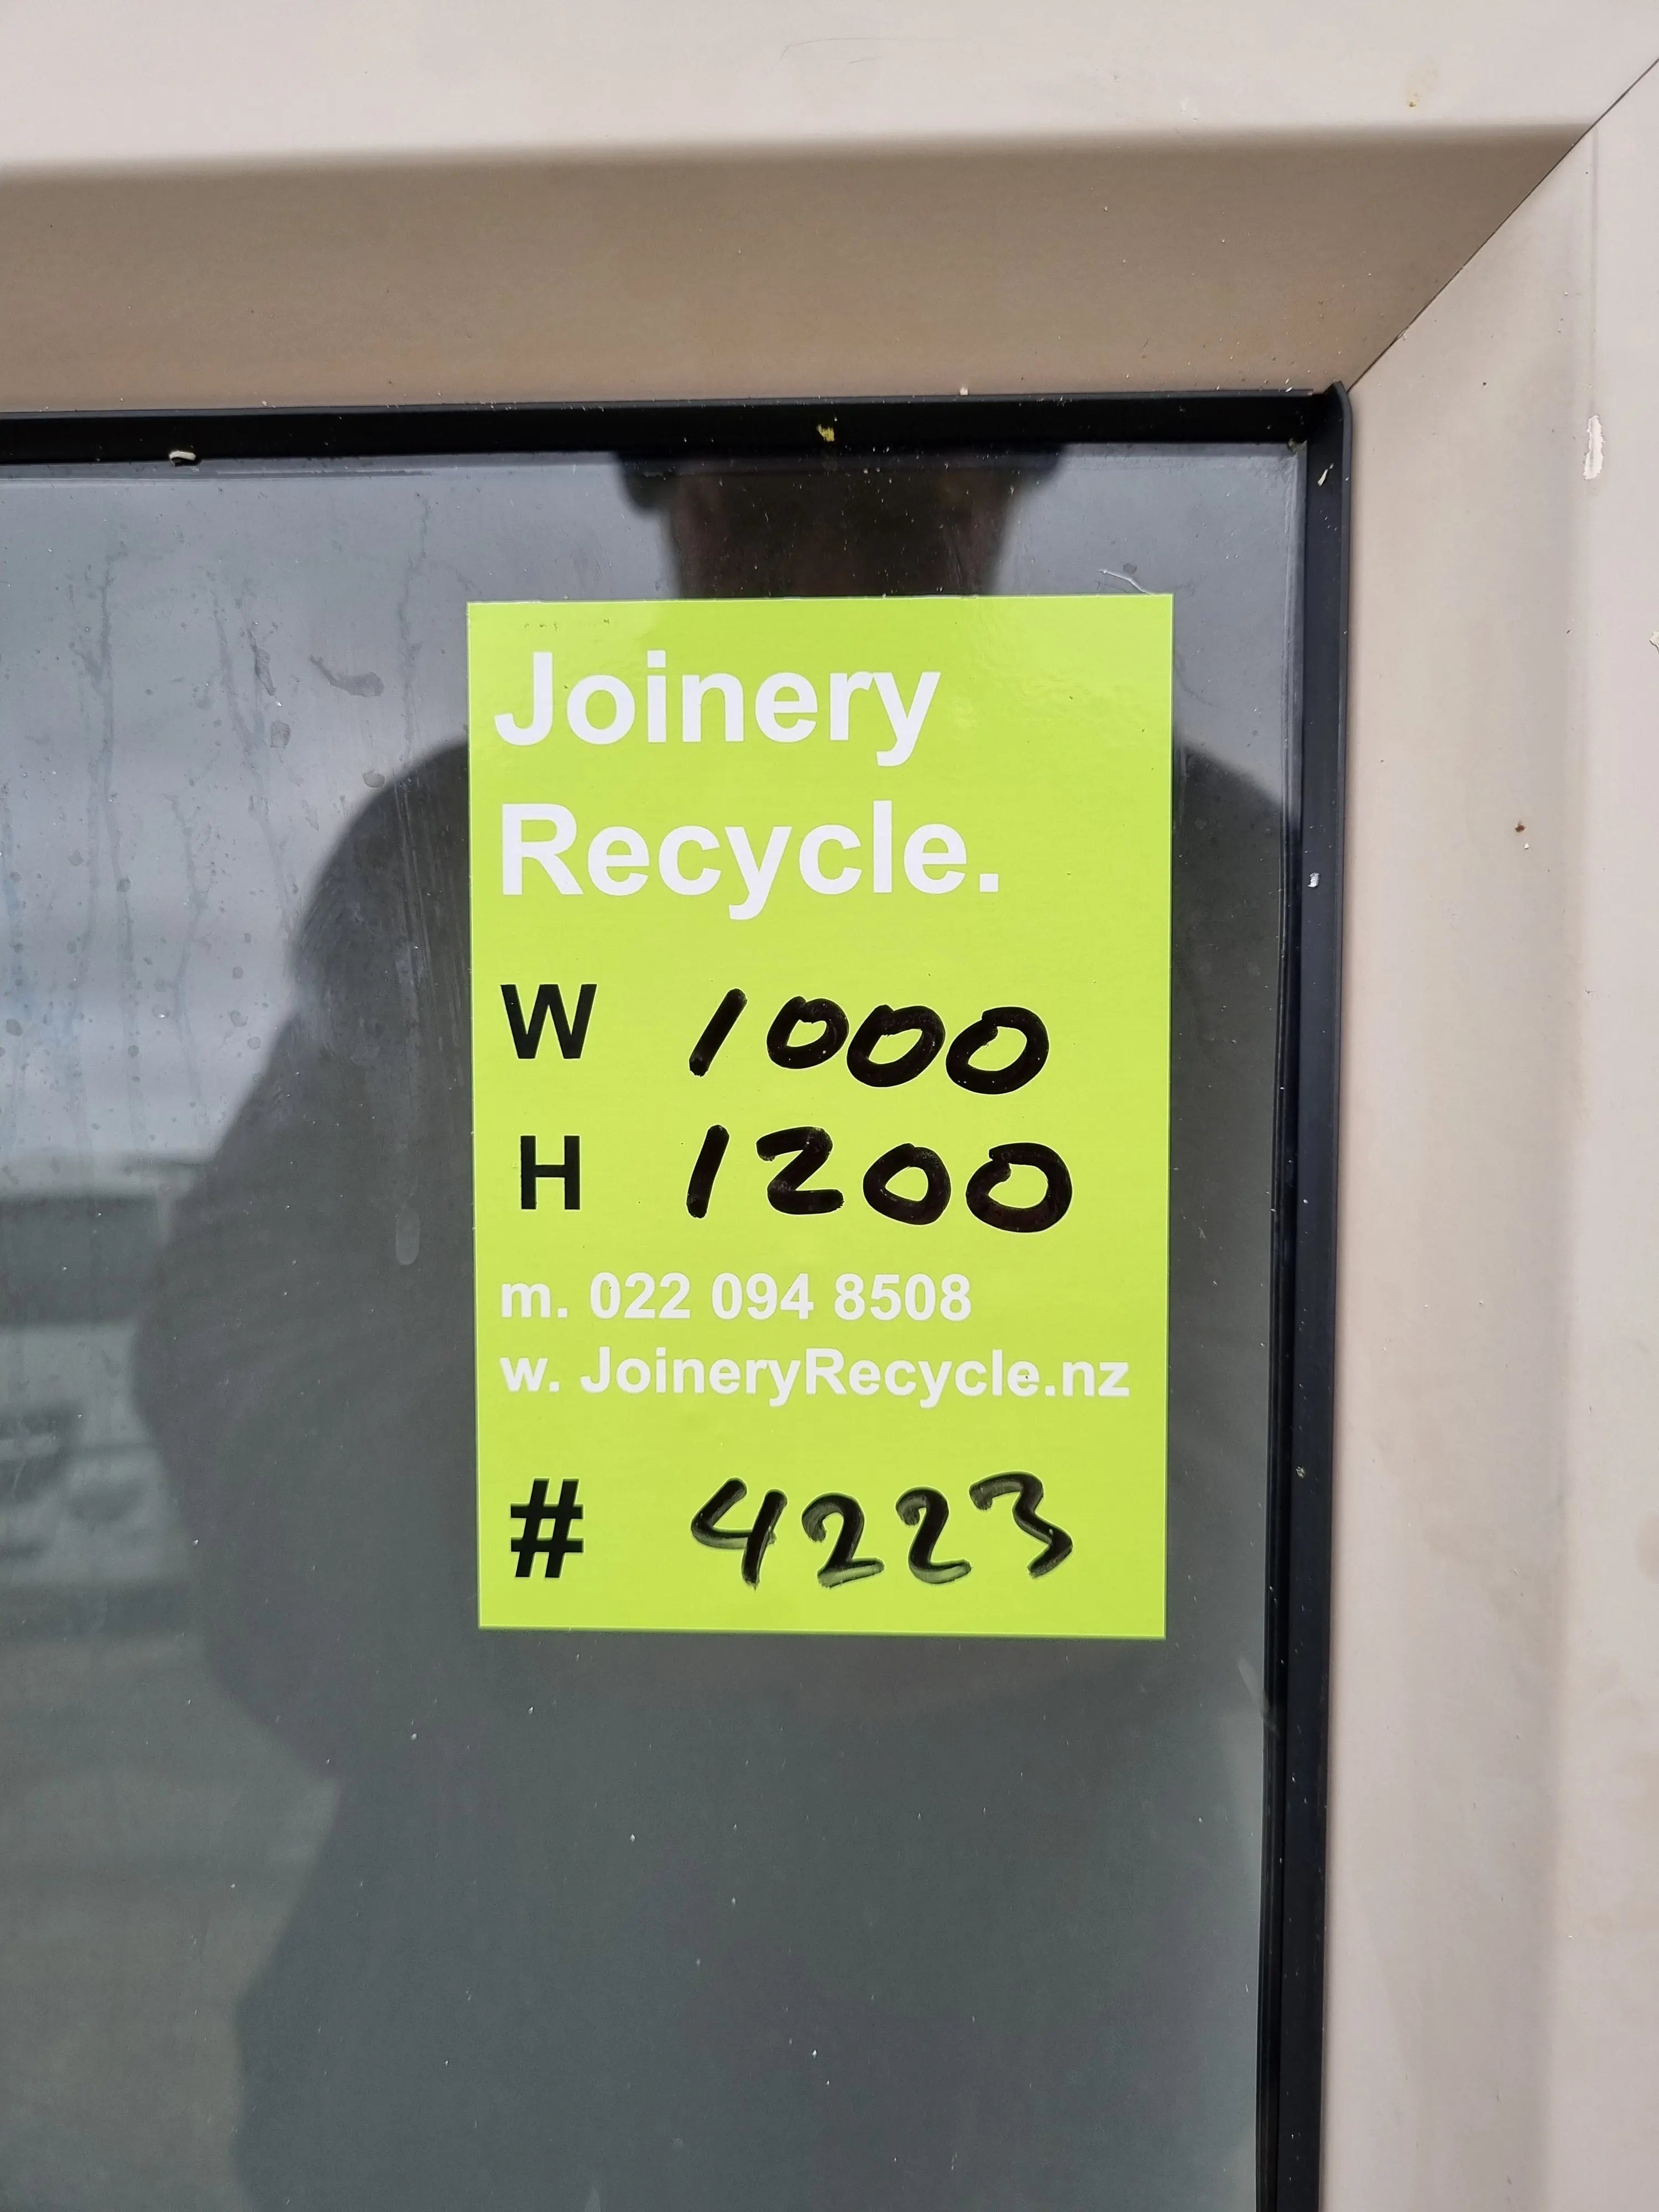 Joinery
Recycle.
W 1000
H 1200
m. 022 094 8508
w. JoineryRecycle.nz
# 4223